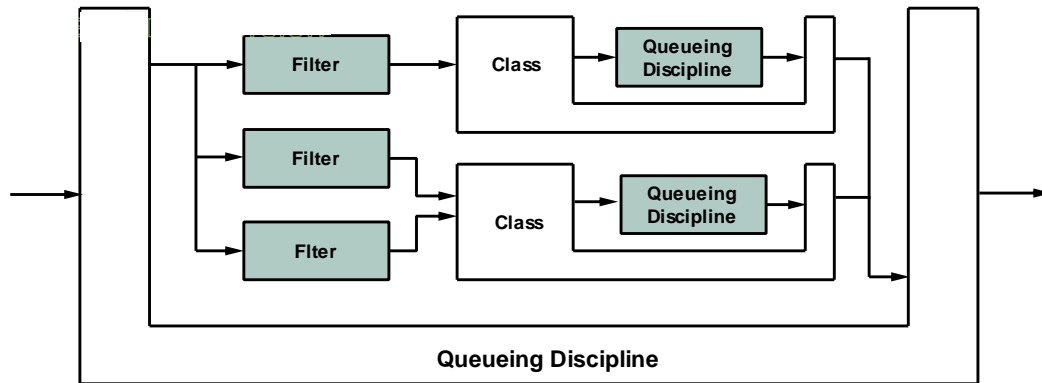 Filter
Class
Queueing
Discipline
Filter
Class
Queueing
Discipline
Flter
Queueing Discipline